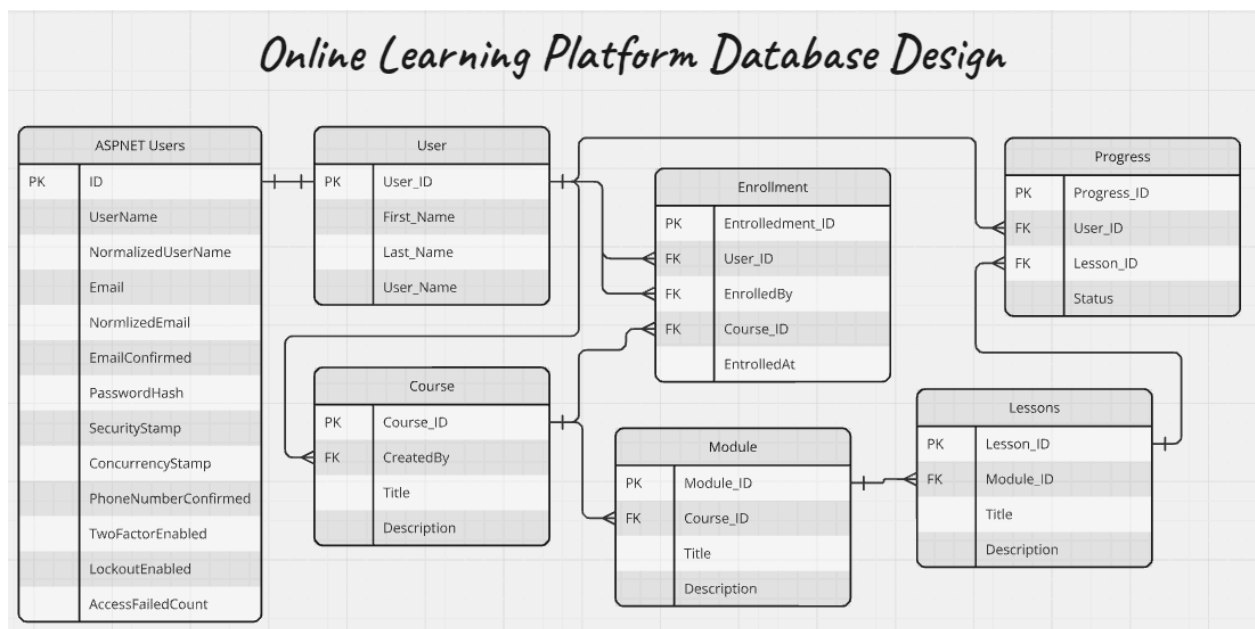 Online Learning Platform Database Design
ASPNET Users
PK ID
UserName
NormalizedUserName
Email
NormlizedEmail
EmailConfirmed
PasswordHash
SecurityStamp
ConcurrencyStamp
PhoneNumberConfirmed
TwoFactorEnabled
LockoutEnabled
AccessFailedCount
User
PK User_ID
First_Name
Last_Name
User_Name
Course
PK Course_ID
FK CreatedBy
Title
Description
Enrollment
PK Entrolledment_ID
FK User_ID
FK EnrolledBy
FK Course_ID
EntrolledAt
Module
PK Module_ID
FK Course_ID
Title
Description
Progress
PK Progress_ID
FK User_ID
FK Lesson_ID
Status
Lessons
PK Lesson_ID
FK Module_ID
Title
Description